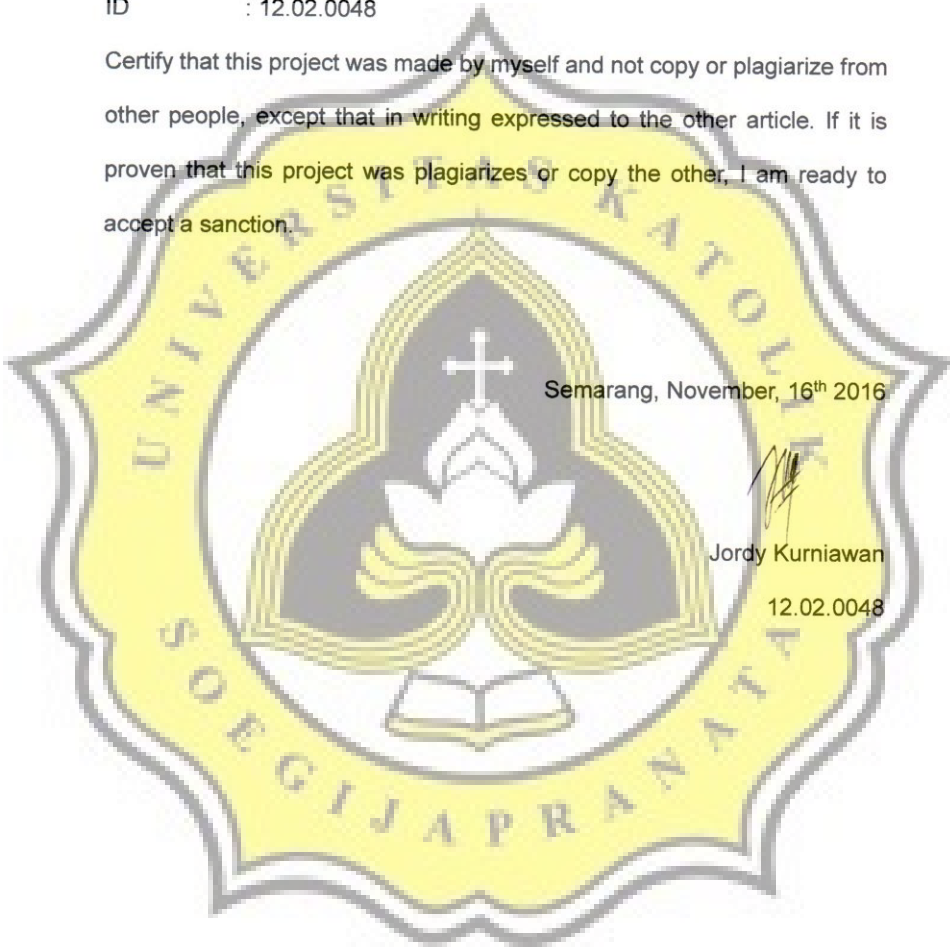 ID : 12.02.0048
Certify that this project was made by myself and not copy or plagiarize from
other people, except that in writing expressed to the other article. If it is
proven that this project was plagiarizes or copy the other, I am ready to
accept a sanction.
Semarang, November, 16th 2016
Jordy Kurniawan
12.02.0048
UNIVERSITAS KATOLIK
SOEGIJAPRANATA